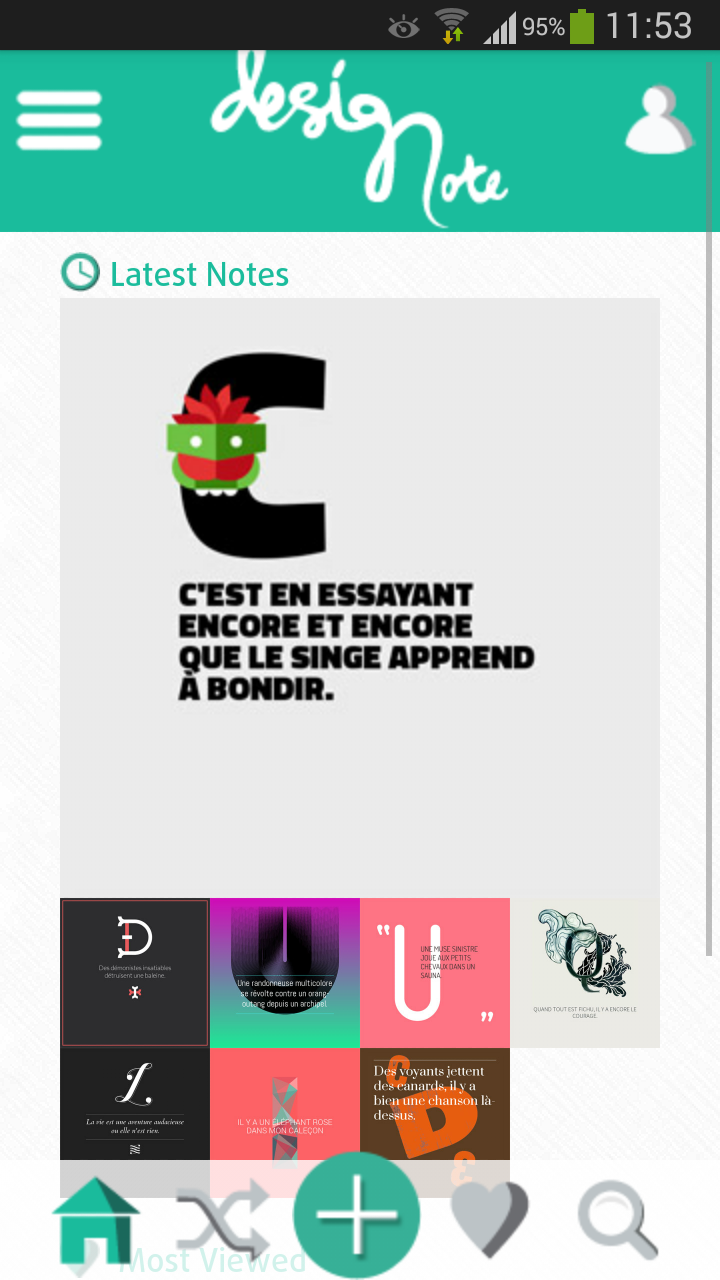 95% 11:53
desig
Note
Latest Notes
C
C'EST EN ESSAYANT
ENCORE ET ENCORE
QUE LE SINGE APPREND
À BONDIR.
D
Des démonistes insatiables
détruisent une baleine.
Une randonneuse multicolore
se révolte contre un orang-
outang depuis un archipel
“U„
UNE MUSE SINISTRE
JOUE AUX PETITS
CHEVAUX DANS UN
SAUNA.
Q
QUAND TOUT EST FICHU, IL Y A ENCORE LE
COURAGE.
L
La vie est une aventure audacieuse
ou elle n'est rien.
IL Y A UN ÉLÉPHANT ROSE
DANS MON CALEÇON
Des voyants jettent
des canards, il y a
bien une chanson là-
dessus.
D
Most Viewed